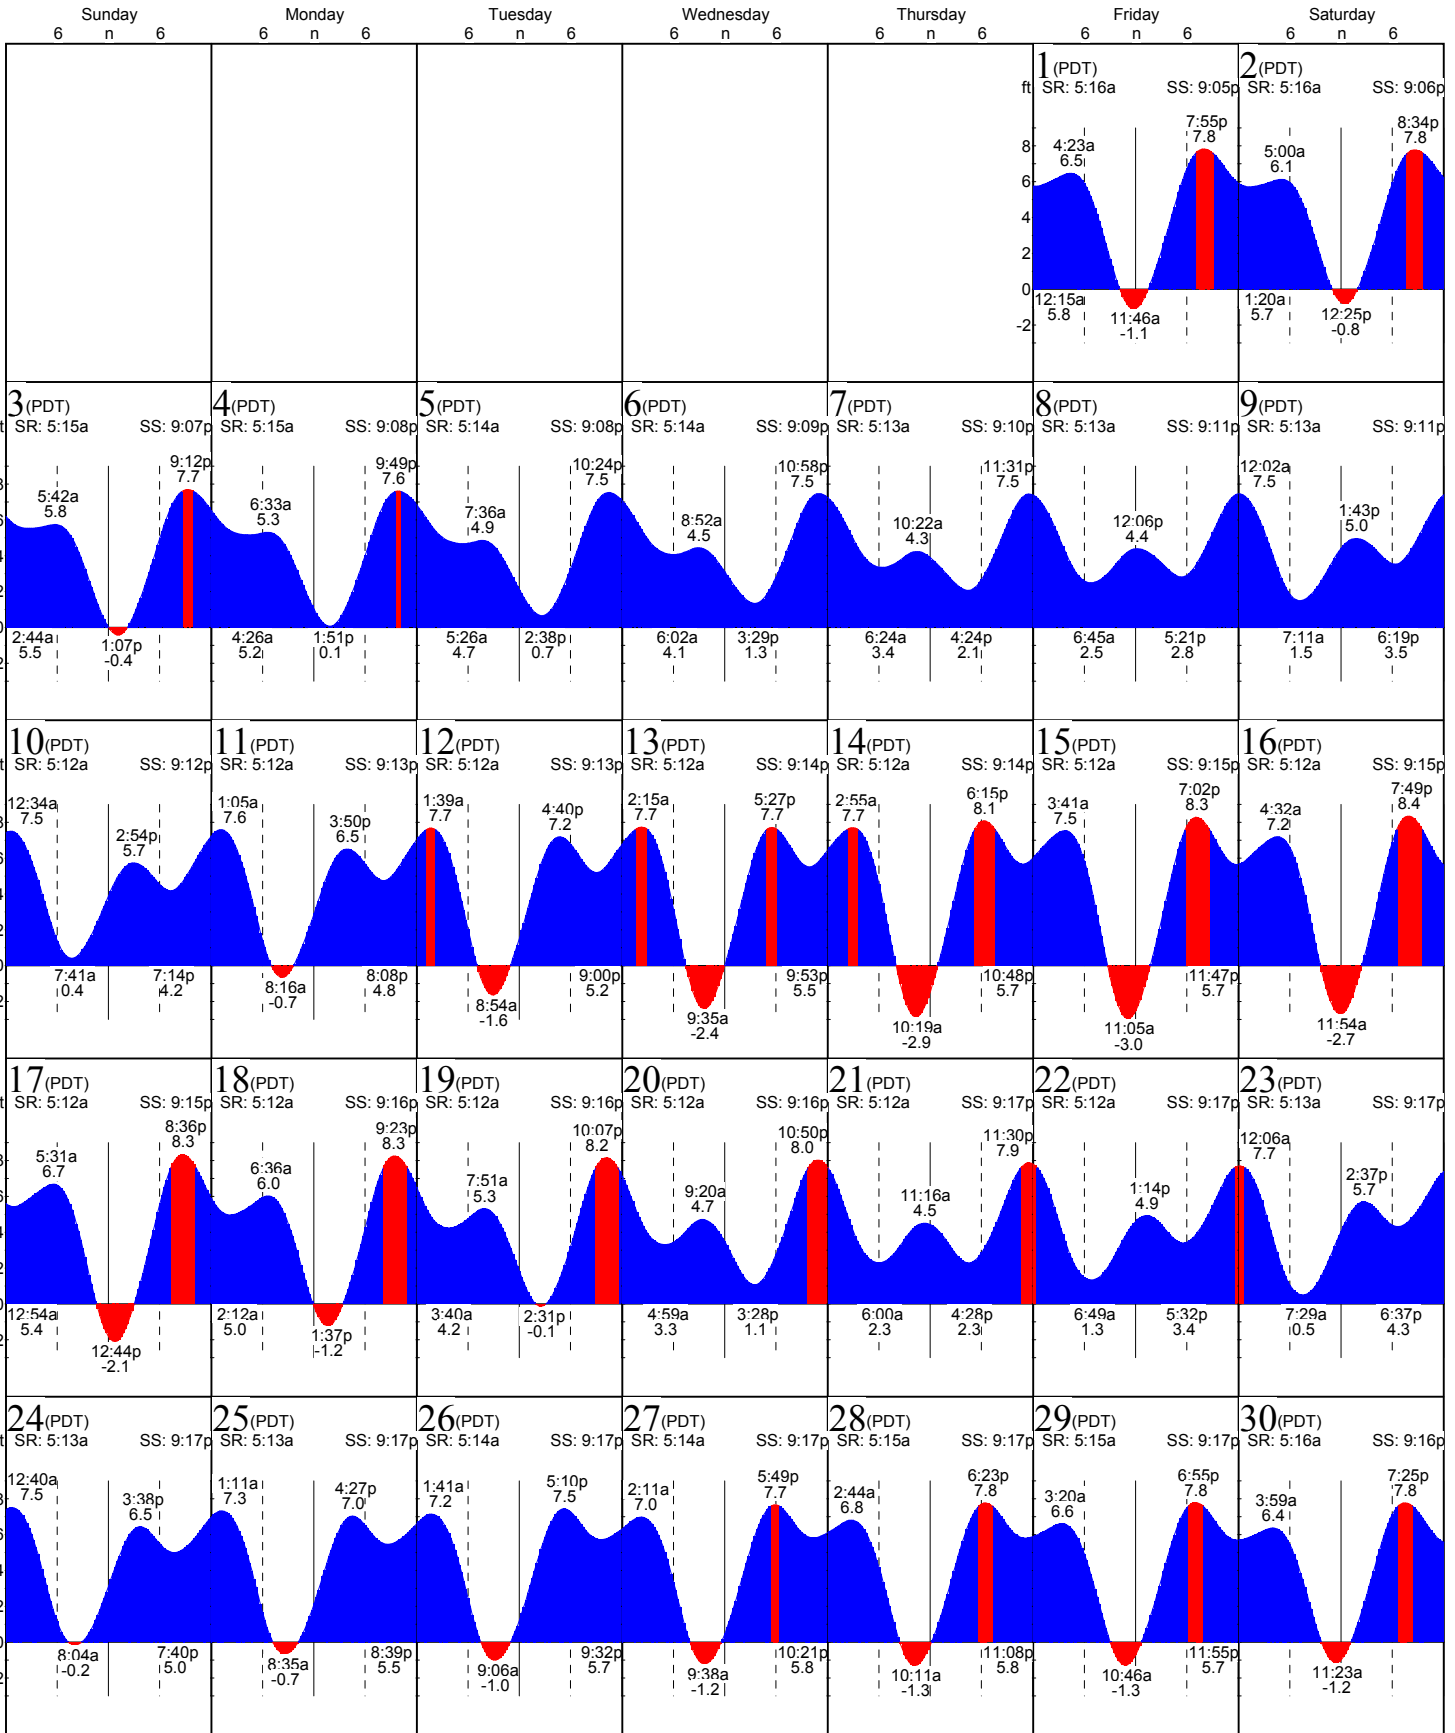 Sunday Monday Tuesday Wednesday Thursday Friday Saturday
6 n 6 6 n 6 6 n 6 6 n 6 6 n 6 6 n 6 6 n 6
1(PDT) 2(PDT)
ft SR: 5:16a SS: 9:05p SR: 5:16a SS: 9:06p
7:55p 8:34p
8 4:23a 7.8 5:00a 7.8
6.5 6.1
6
4
2
0
12:15a 11:46a 1:20a 12:25p
5.8 -1.1 5.7 -0.8
-2
3(PDT) 4(PDT) 5(PDT) 6(PDT) 7(PDT) 8(PDT) 9(PDT)
SR: 5:15a SS: 9:07p SR: 5:15a SS: 9:08p SR: 5:14a SS: 9:08p SR: 5:14a SS: 9:09p SR: 5:13a SS: 9:10p SR: 5:13a SS: 9:11p SR: 5:13a SS: 9:11p
5:42a 9:12p 6:33a 9:49p 7:36a 10:24p 8:52a 10:58p 10:22a 11:31p 12:06p 12:02a 1:43p
5.8 7.7 5.3 7.6 4.9 7.5 4.5 7.5 4.3 7.5 4.4 7.5 5.0
2:44a 1:07p 4:26a 1:51p 5:26a 2:38p 6:02a 3:29p 6:24a 4:24p 6:45a 5:21p 7:11a 6:19p
5.5 -0.4 5.2 0.1 4.7 0.7 4.1 1.3 3.4 2.1 2.5 2.8 1.5 3.5
10(PDT) 11(PDT) 12(PDT) 13(PDT) 14(PDT) 15(PDT) 16(PDT)
SR: 5:12a SS: 9:12p SR: 5:12a SS: 9:13p SR: 5:12a SS: 9:13p SR: 5:12a SS: 9:14p SR: 5:12a SS: 9:14p SR: 5:12a SS: 9:15p SR: 5:12a SS: 9:15p
12:34a 2:54p 1:05a 3:50p 1:39a 4:40p 2:15a 5:27p 2:55a 6:15p 3:41a 7:02p 4:32a 7:49p
7.5 5.7 7.6 6.5 7.7 7.2 7.7 7.7 7.7 8.1 7.5 8.3 7.2 8.4
7:41a 7:14p 8:16a 8:08p 8:54a 9:00p 9:35a 9:53p 10:19a 10:48p 11:05a 11:47p 11:54a
0.4 4.2 -0.7 4.8 -1.6 5.2 -2.4 5.5 -2.9 5.7 -3.0 5.7 -2.7
17(PDT) 18(PDT) 19(PDT) 20(PDT) 21(PDT) 22(PDT) 23(PDT)
SR: 5:12a SS: 9:15p SR: 5:12a SS: 9:16p SR: 5:12a SS: 9:16p SR: 5:12a SS: 9:16p SR: 5:12a SS: 9:17p SR: 5:12a SS: 9:17p SR: 5:13a SS: 9:17p
5:31a 8:36p 6:36a 9:23p 7:51a 10:07p 9:20a 10:50p 11:16a 11:30p 1:14p 12:06a 2:37p
6.7 8.3 6.0 8.3 5.3 8.2 4.7 8.0 4.5 7.9 4.9 7.7 5.7
12:54a 12:44p 2:12a 1:37p 3:40a 2:31p 4:59a 3:28p 6:00a 4:28p 6:49a 5:32p 7:29a 6:37p
5.4 -2.1 5.0 -1.2 4.2 -0.1 3.3 1.1 2.3 2.3 1.3 3.4 0.5 4.3
24(PDT) 25(PDT) 26(PDT) 27(PDT) 28(PDT) 29(PDT) 30(PDT)
SR: 5:13a SS: 9:17p SR: 5:13a SS: 9:17p SR: 5:14a SS: 9:17p SR: 5:14a SS: 9:17p SR: 5:15a SS: 9:17p SR: 5:15a SS: 9:17p SR: 5:16a SS: 9:16p
12:40a 3:38p 1:11a 4:27p 1:41a 5:10p 2:11a 5:49p 2:44a 6:23p 3:20a 6:55p 3:59a 7:25p
7.5 6.5 7.3 7.0 7.2 7.5 7.0 7.7 6.8 7.8 6.6 7.8 6.4 7.8
8:04a 7:40p 8:35a 8:39p 9:06a 9:32p 9:38a 10:21p 10:11a 11:08p 10:46a 11:55p 11:23a
-0.2 5.0 -0.7 5.5 -1.0 5.7 -1.2 5.8 -1.3 5.8 -1.3 5.7 -1.2